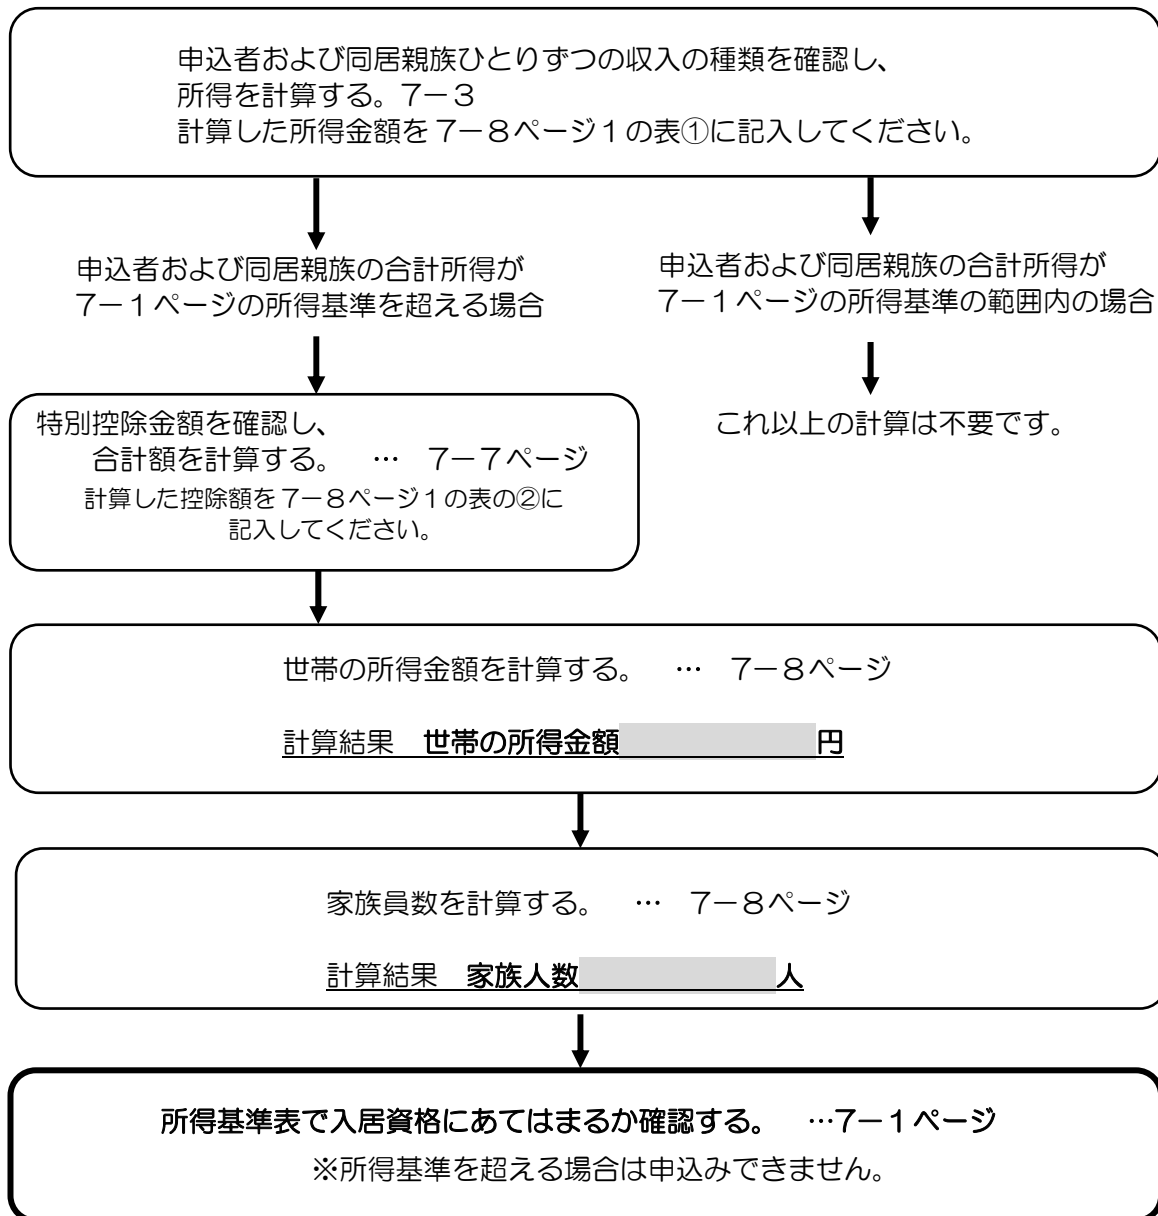 申込者および同居親族ひとりずつの収入の種類を確認し、
所得を計算する。7－3
計算した所得金額を7－8ページ1の表①に記入してください。
申込者および同居親族の合計所得が
7－1ページの所得基準を超える場合
申込者および同居親族の合計所得が
7－1ページの所得基準の範囲内の場合
特別控除金額を確認し、
合計額を計算する。　…　7－7ページ
計算した控除額を7－8ページ1の表の②に
記入してください。
これ以上の計算は不要です。
世帯の所得金額を計算する。　…　7－8ページ
計算結果　世帯の所得金額　　　　　　　円
家族員数を計算する。　…　7－8ページ
計算結果　家族人数　　　　　　　人
所得基準表で入居資格にあてはまるか確認する。　…7－1ページ
※所得基準を超える場合は申込みできません。